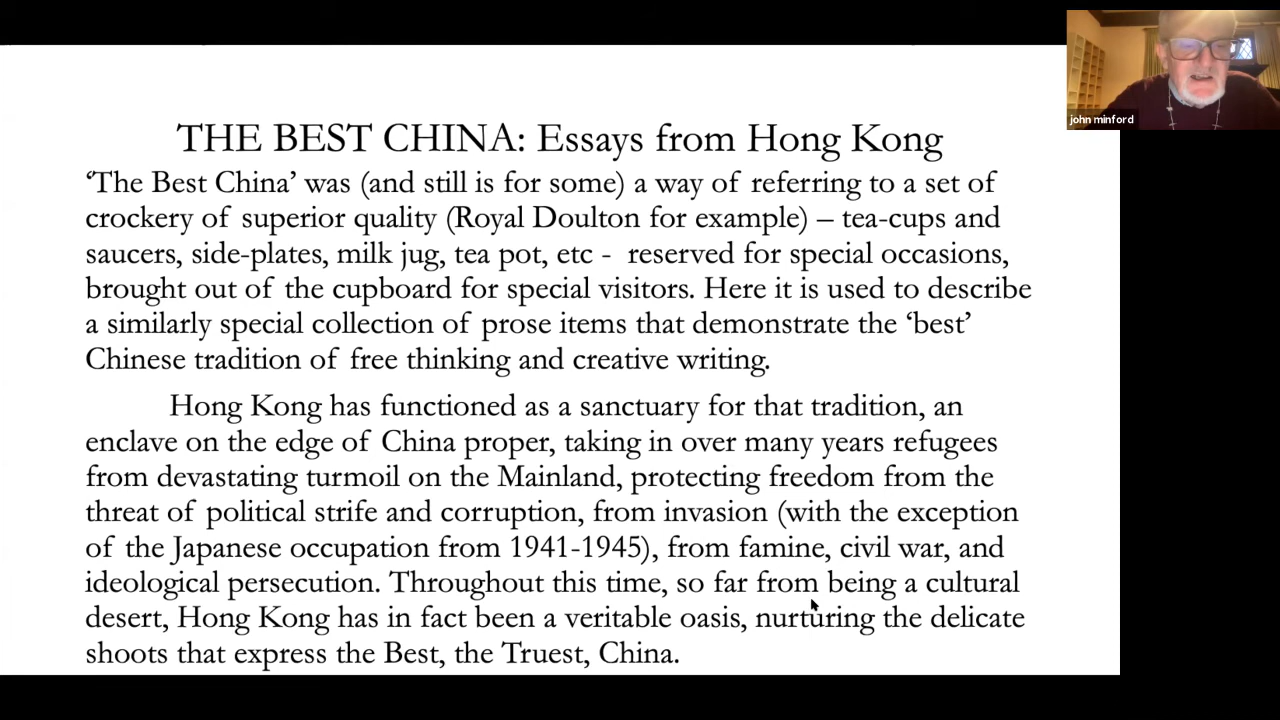 THE BEST CHINA: Essays from Hong Kong
‘The Best China’ was (and still is for some) a way of referring to a set of
crockery of superior quality (Royal Doulton for example) – tea-cups and
saucers, side-plates, milk jug, tea pot, etc - reserved for special occasions,
brought out of the cupboard for special visitors. Here it is used to describe
a similarly special collection of prose items that demonstrate the ‘best’
Chinese tradition of free thinking and creative writing.
Hong Kong has functioned as a sanctuary for that tradition, an
enclave on the edge of China proper, taking in over many years refugees
from devastating turmoil on the Mainland, protecting freedom from the
threat of political strife and corruption, from invasion (with the exception
of the Japanese occupation from 1941-1945), from famine, civil war, and
ideological persecution. Throughout this time, so far from being a cultural
desert, Hong Kong has in fact been a veritable oasis, nurturing the delicate
shoots that express the Best, the Truest, China.
john minford